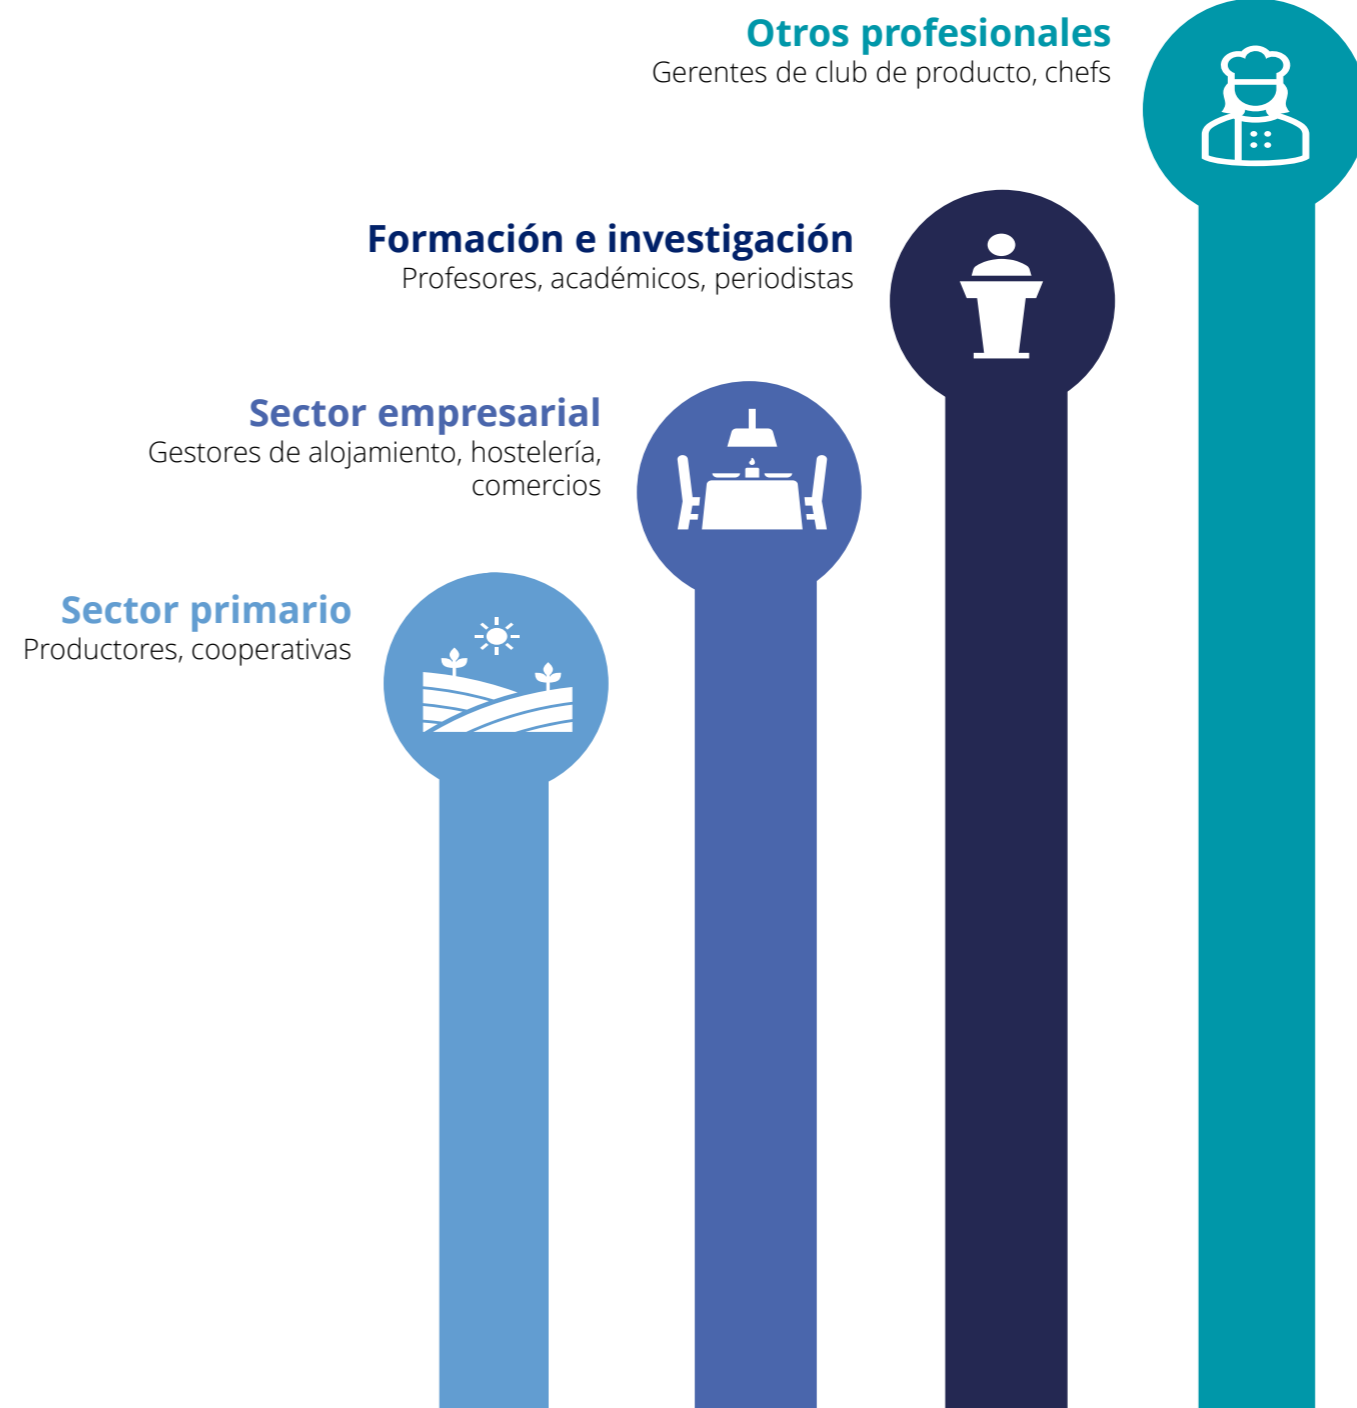 Otros profesionales
Gerentes de club de producto, chefs
Formación e investigación
Profesores, académicos, periodistas
Sector empresarial
Gestores de alojamiento, hostelería,
comercios
Sector primario
Productores, cooperativas